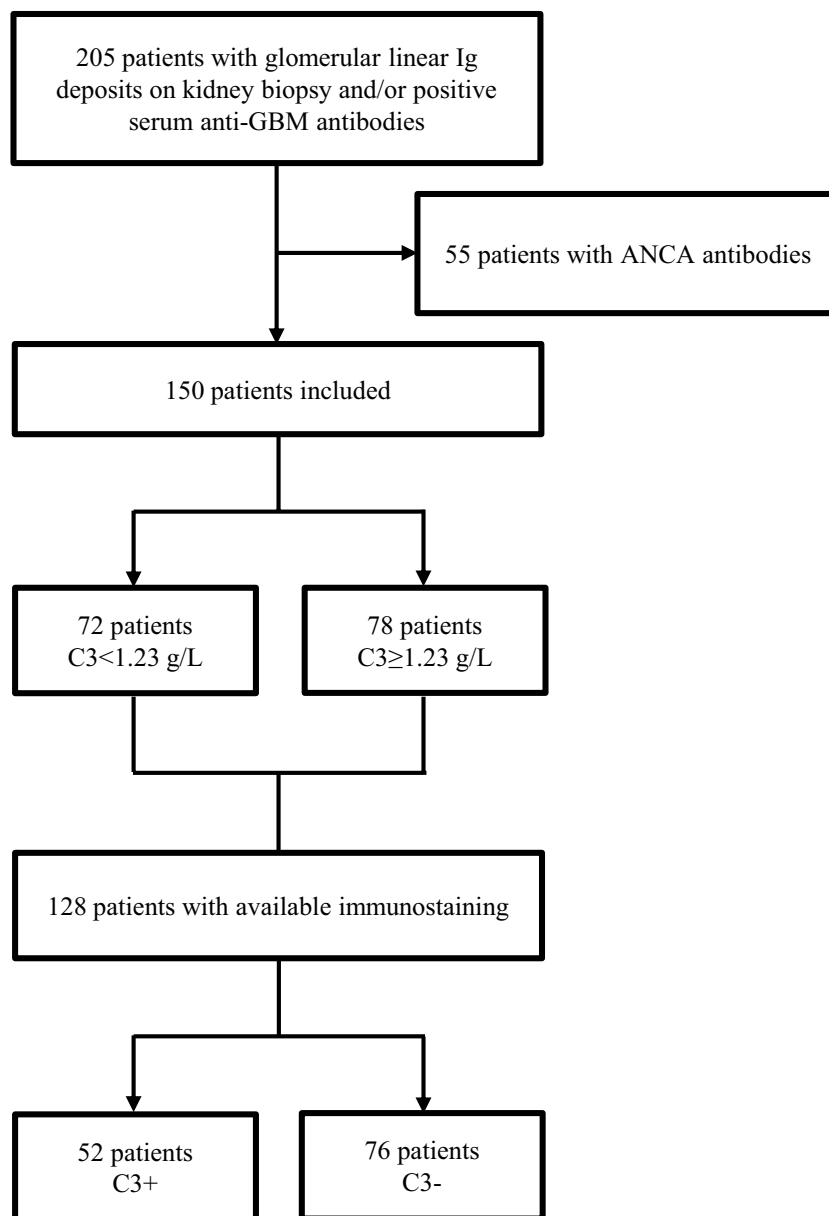 205 patients with glomerular linear Ig
deposits on kidney biopsy and/or positive
serum anti-GBM antibodies
55 patients with ANCA antibodies
150 patients included
72 patients
C3<1.23 g/L
78 patients
C3≥1.23 g/L
128 patients with available immunostaining
52 patients
C3+
76 patients
C3-